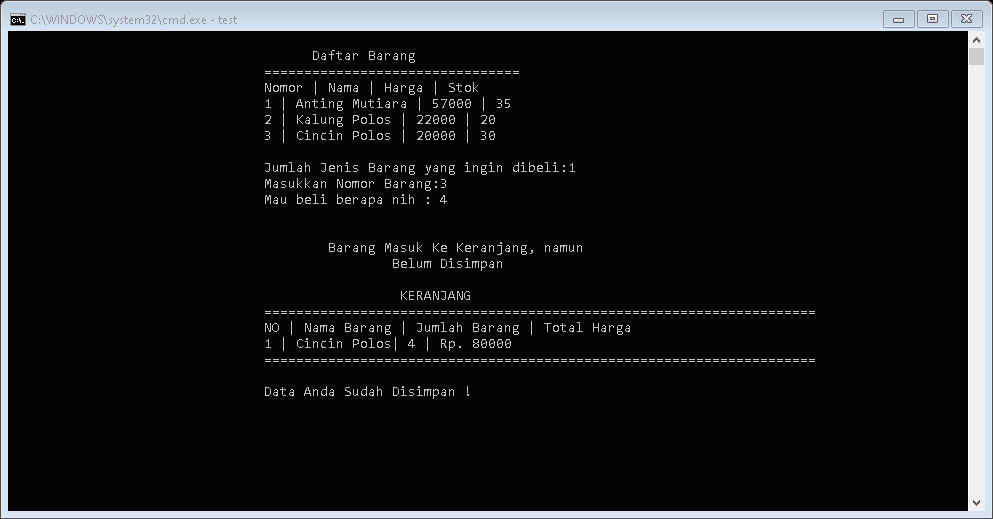 C:\WINDOWS\system32\cmd.exe - test
Daftar Barang
================================
Nomor | Nama | Harga | Stok
1 | Anting Mutiara | 57000 | 35
2 | Kalung Polos | 22000 | 20
3 | Cincin Polos | 20000 | 30
Jumlah Jenis Barang yang ingin dibeli:1
Masukkan Nomor Barang:3
Mau beli berapa nih : 4
Barang Masuk Ke Keranjang, namun
Belum Disimpan
KERANJANG
=====================================================================
NO | Nama Barang | Jumlah Barang | Total Harga
1 | Cincin Polos| 4 | Rp. 80000
=====================================================================
Data Anda Sudah Disimpan !